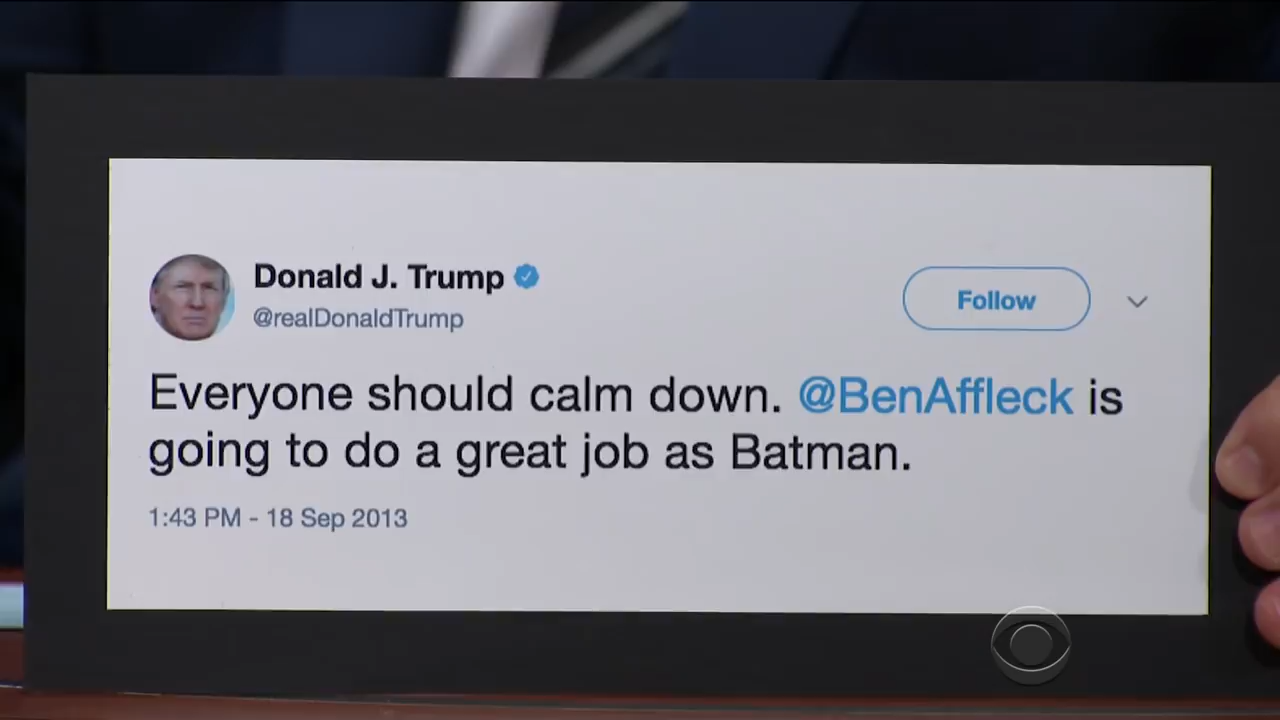 Donald J. Trump
@realDonaldTrump
Follow
Everyone should calm down. @BenAffleck is
going to do a great job as Batman.
1:43 PM - 18 Sep 2013